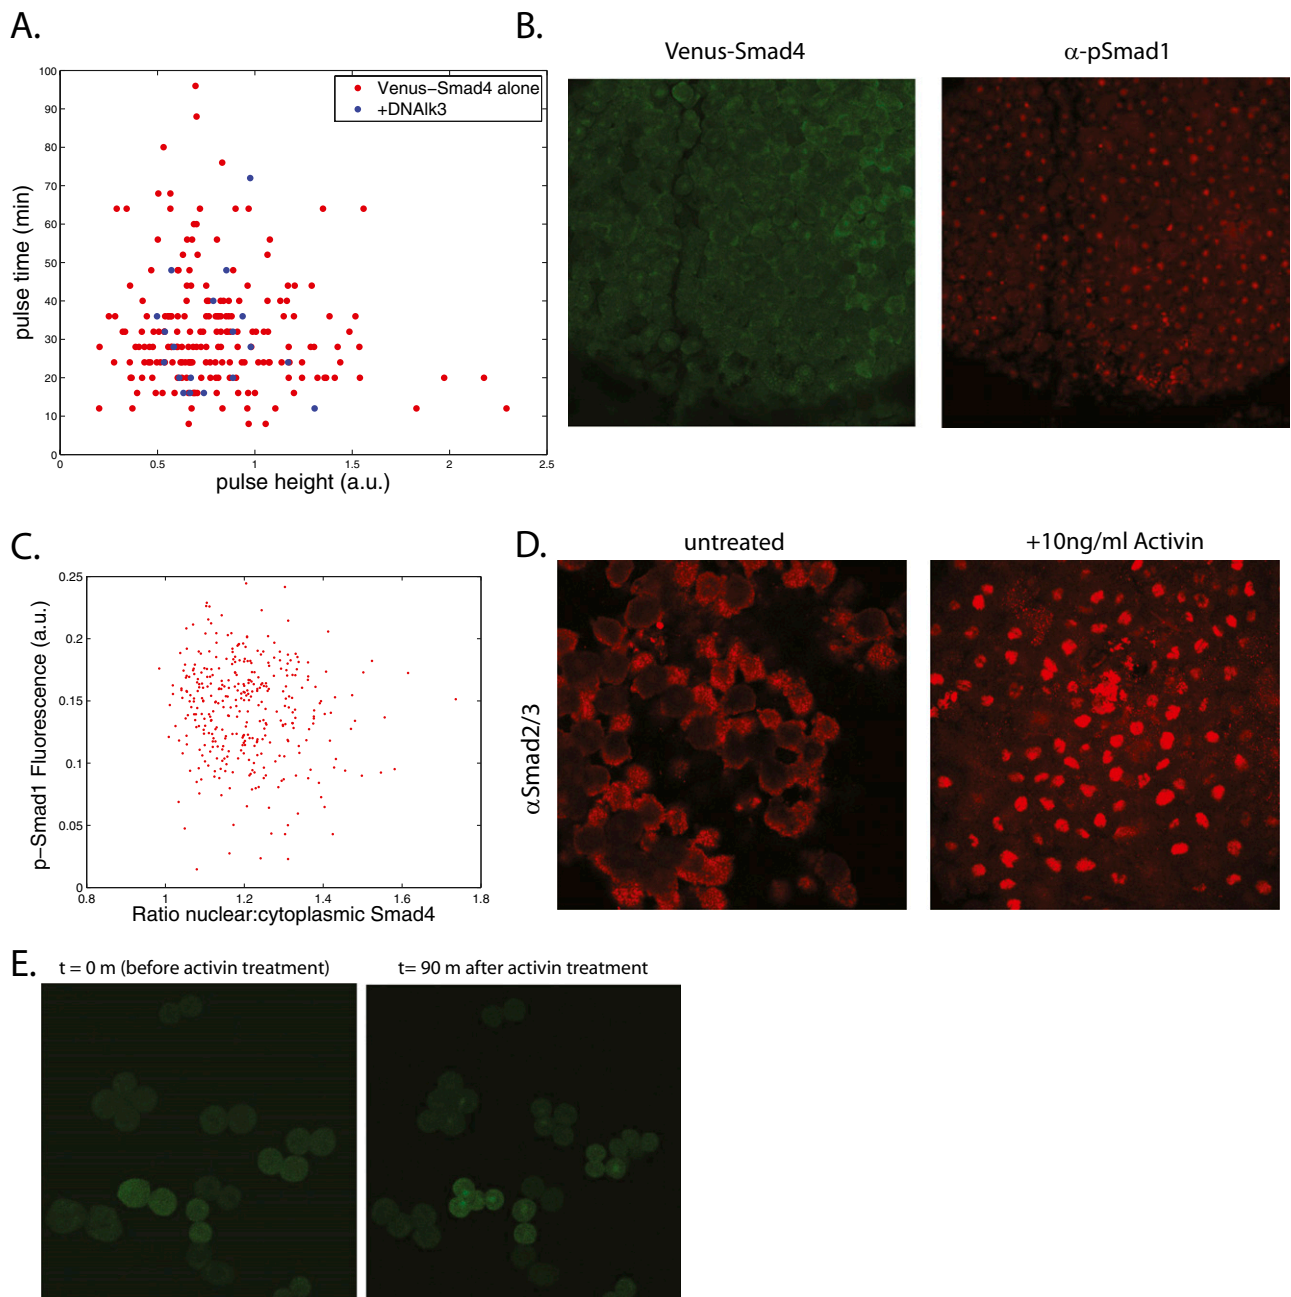 A.
100
90
80
70
60
50
40
30
20
10
0
0
0.5
1
1.5
2
2.5
pulse time (min)
pulse height (a.u.)
Venus–Smad4 alone
+DNAlk3
B.
Venus-Smad4
α-pSmad1
C.
0.25
0.2
0.15
0.1
0.05
0
0.8
1
1.2
1.4
1.6
1.8
p–Smad1 Fluorescence (a.u.)
Ratio nuclear:cytoplasmic Smad4
D.
untreated
+10ng/ml Activin
αSmad2/3
E.
t = 0 m (before activin treatment)
t= 90 m after activin treatment